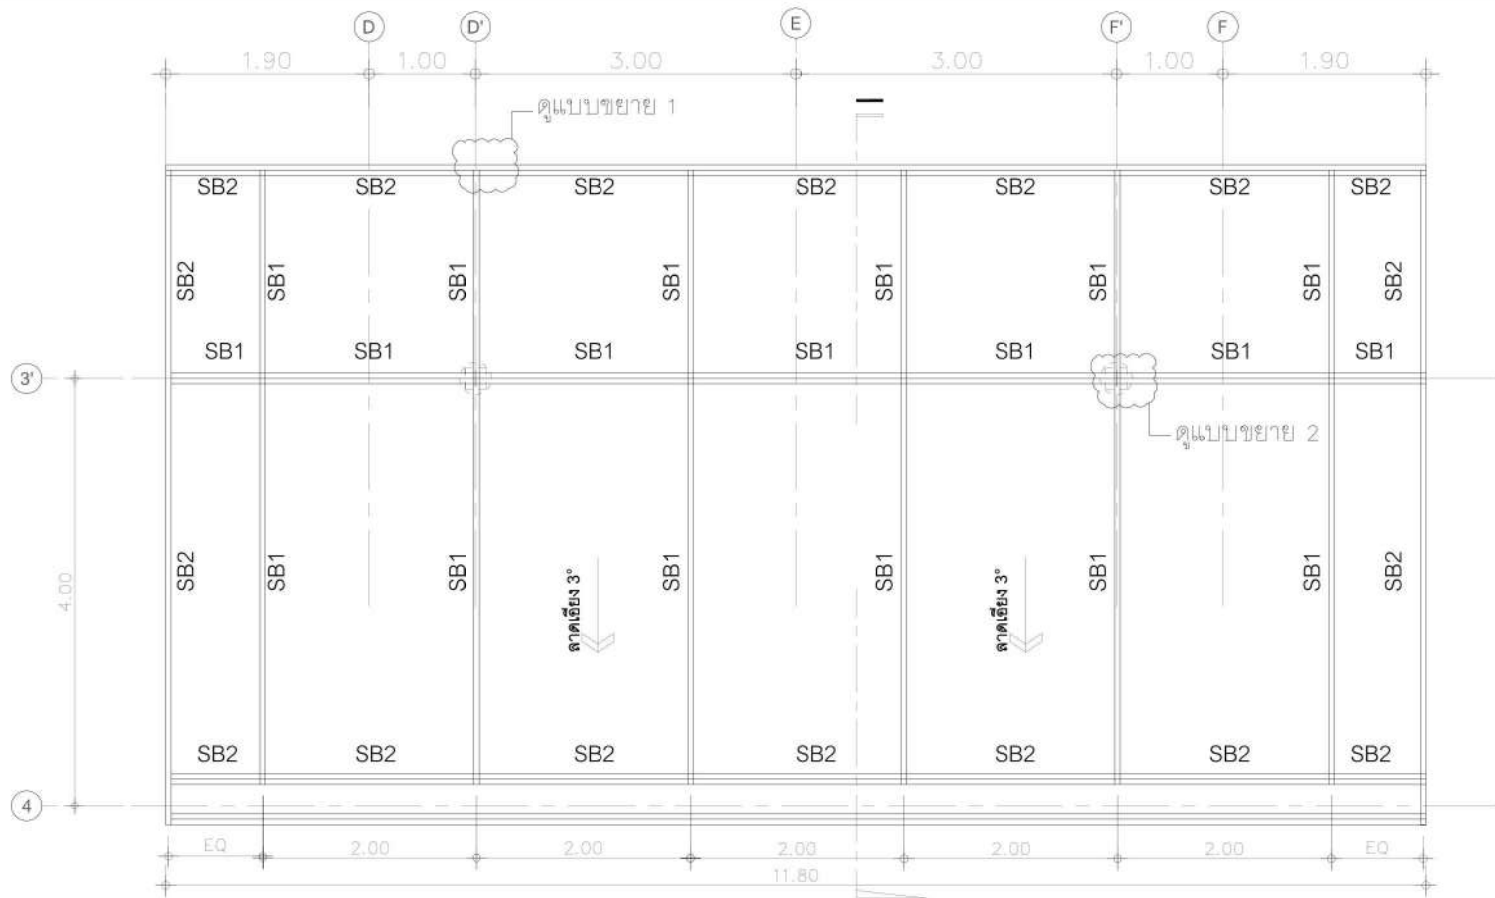 D D' E F' F
1.90 1.00 3.00 3.00 1.00 1.90
ดูแบบขยาย 1
SB2 SB2 SB2 SB2 SB2 SB2 SB2
SB2 SB1 SB1 SB1 SB1 SB1 SB1 SB2
SB1 SB1 SB1 SB1 SB1 SB1 SB1
3'
ดูแบบขยาย 2
SB2 SB1 SB1 SB1 SB1 SB1 SB1 SB2
4.00
ลาดเอียง 3° ลาดเอียง 3°
SB2 SB2 SB2 SB2 SB2 SB2 SB2
4
EQ 2.00 2.00 2.00 2.00 2.00 EQ
11.80